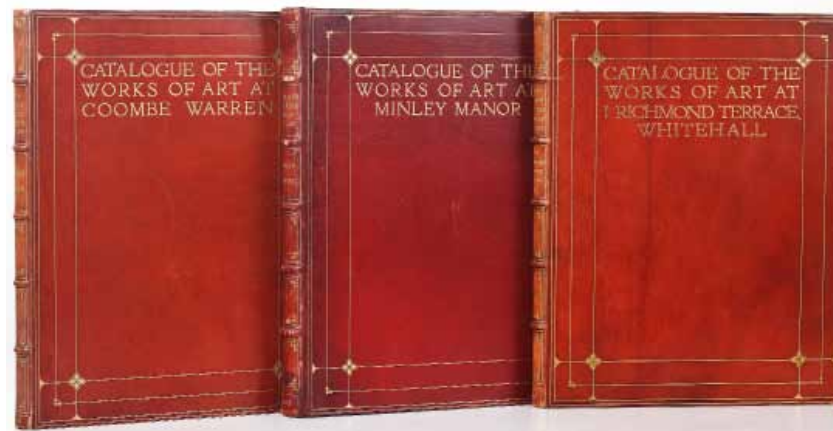 CATALOGUE OF THE
WORKS OF ART AT
COOMBE WARREN
CATALOGUE OF THE
WORKS OF ART AT
MINLEY MANOR
CATALOGUE OF THE
WORKS OF ART AT
1 RICHMOND TERRACE,
WHITEHALL